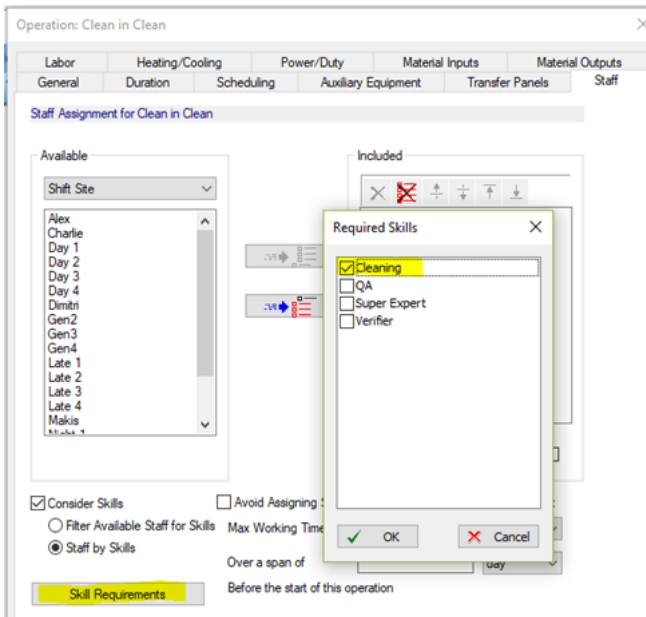 Operation: Clean in Clean
Labor Heating/Cooling Power/Duty Material Inputs Material Outputs
General Duration Scheduling Auxiliary Equipment Transfer Panels Staff
Staff Assignment for Clean in Clean
Available
Included
Shift Site
Alex
Charlie
Day 1
Day 2
Day 3
Day 4
Dimitri
Gen2
Gen3
Gen4
Late 1
Late 2
Late 3
Late 4
Makis
Night 1
Required Skills
Cleaning
QA
Super Expert
Verifier
OK Cancel
Consider Skills
Avoid Assigning
Filter Available Staff for Skills
Max Working Time
Staff by Skills
Over a span of
day
Skill Requirements
Before the start of this operation